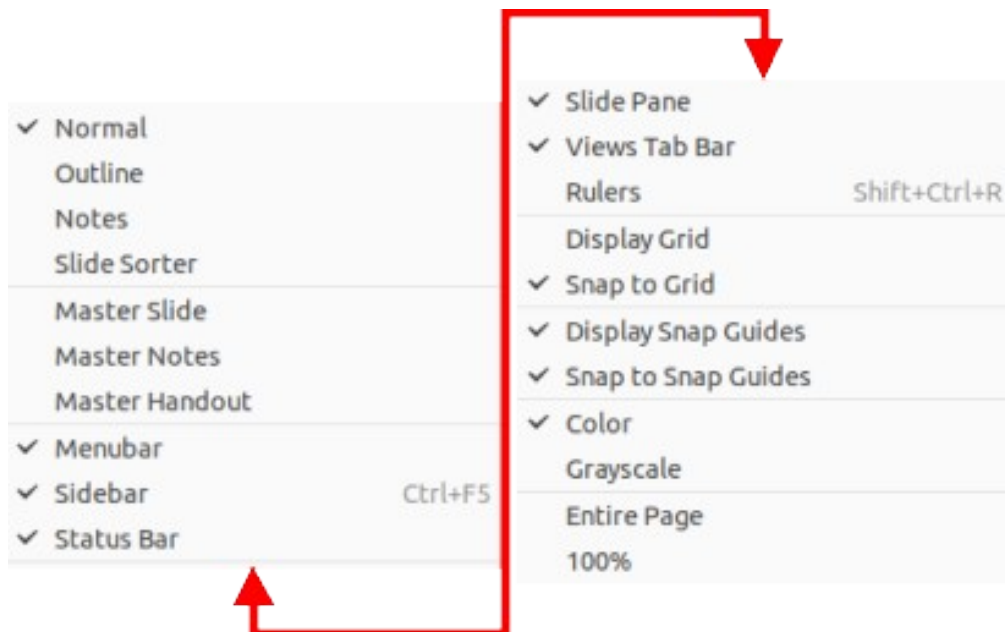 Normal
Outline
Notes
Slide Sorter
Master Slide
Master Notes
Master Handout
Menubar
Sidebar Ctrl+F5
Status Bar
Slide Pane
Views Tab Bar
Rulers Shift+Ctrl+R
Display Grid
Snap to Grid
Display Snap Guides
Snap to Snap Guides
Color
Grayscale
Entire Page
100%